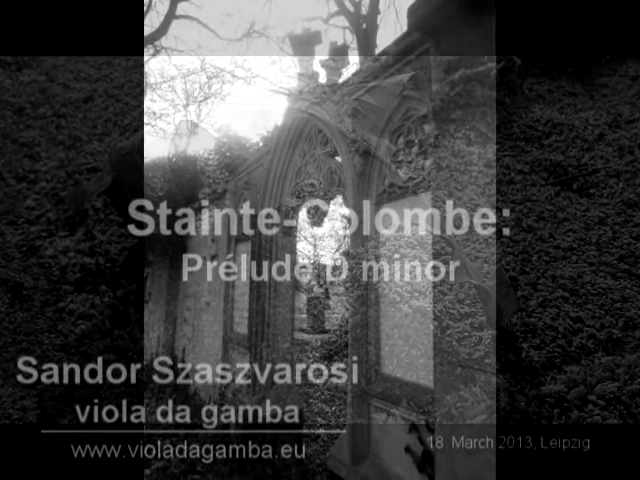 Stainte-Colombe:
Prélude D minor
Sandor Szaszvarosi
viola da gamba
www.violadagamba.eu
18. March 2013, Leipzig